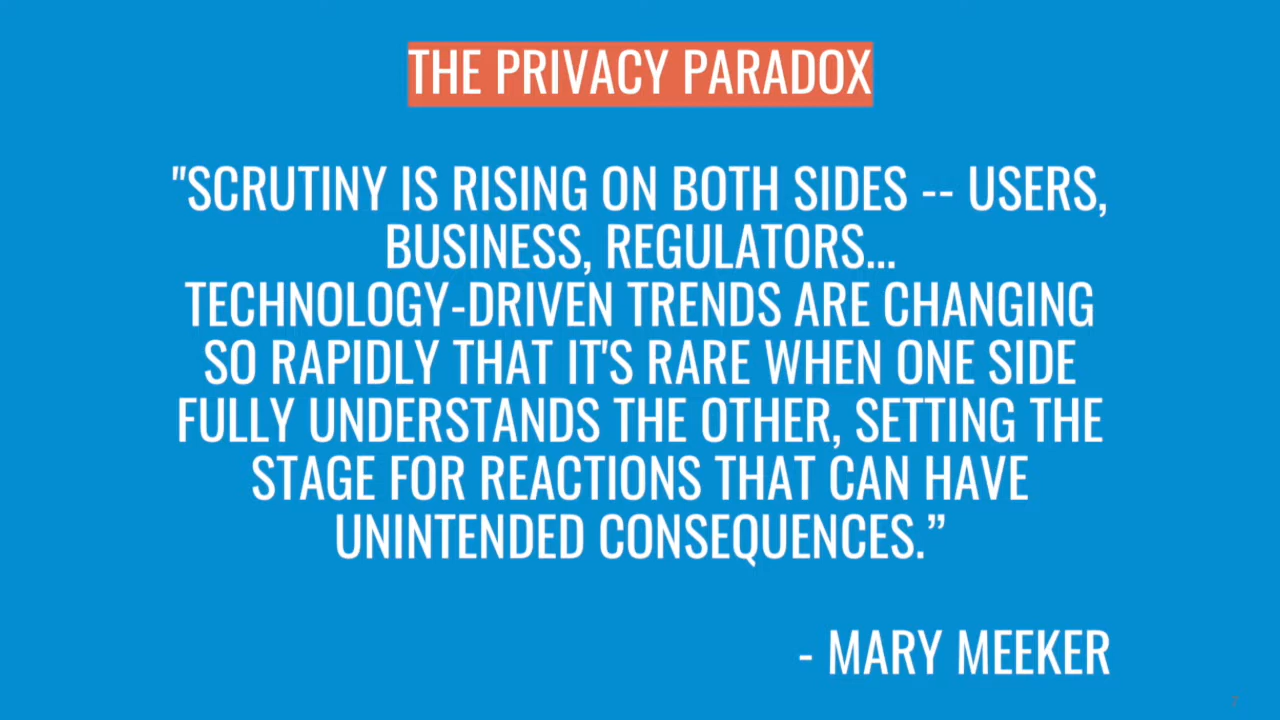 THE PRIVACY PARADOX
"SCRUTINY IS RISING ON BOTH SIDES -- USERS,
BUSINESS, REGULATORS...
TECHNOLOGY-DRIVEN TRENDS ARE CHANGING
SO RAPIDLY THAT IT'S RARE WHEN ONE SIDE
FULLY UNDERSTANDS THE OTHER, SETTING THE
STAGE FOR REACTIONS THAT CAN HAVE
UNINTENDED CONSEQUENCES.”
- MARY MEEKER